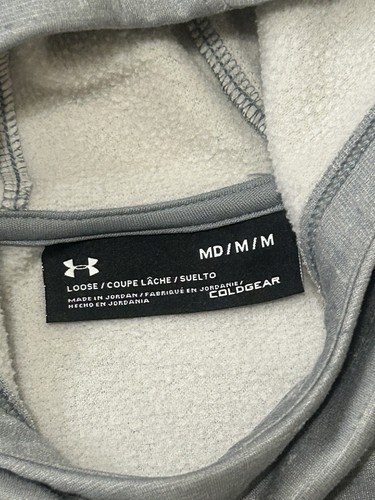 MD / M / M
LOOSE / COUPE LÂCHE / SUELTO
MADE IN JORDAN / FABRIQUÉ EN JORDANIE /
HECHO EN JORDANIA
COLDGEAR